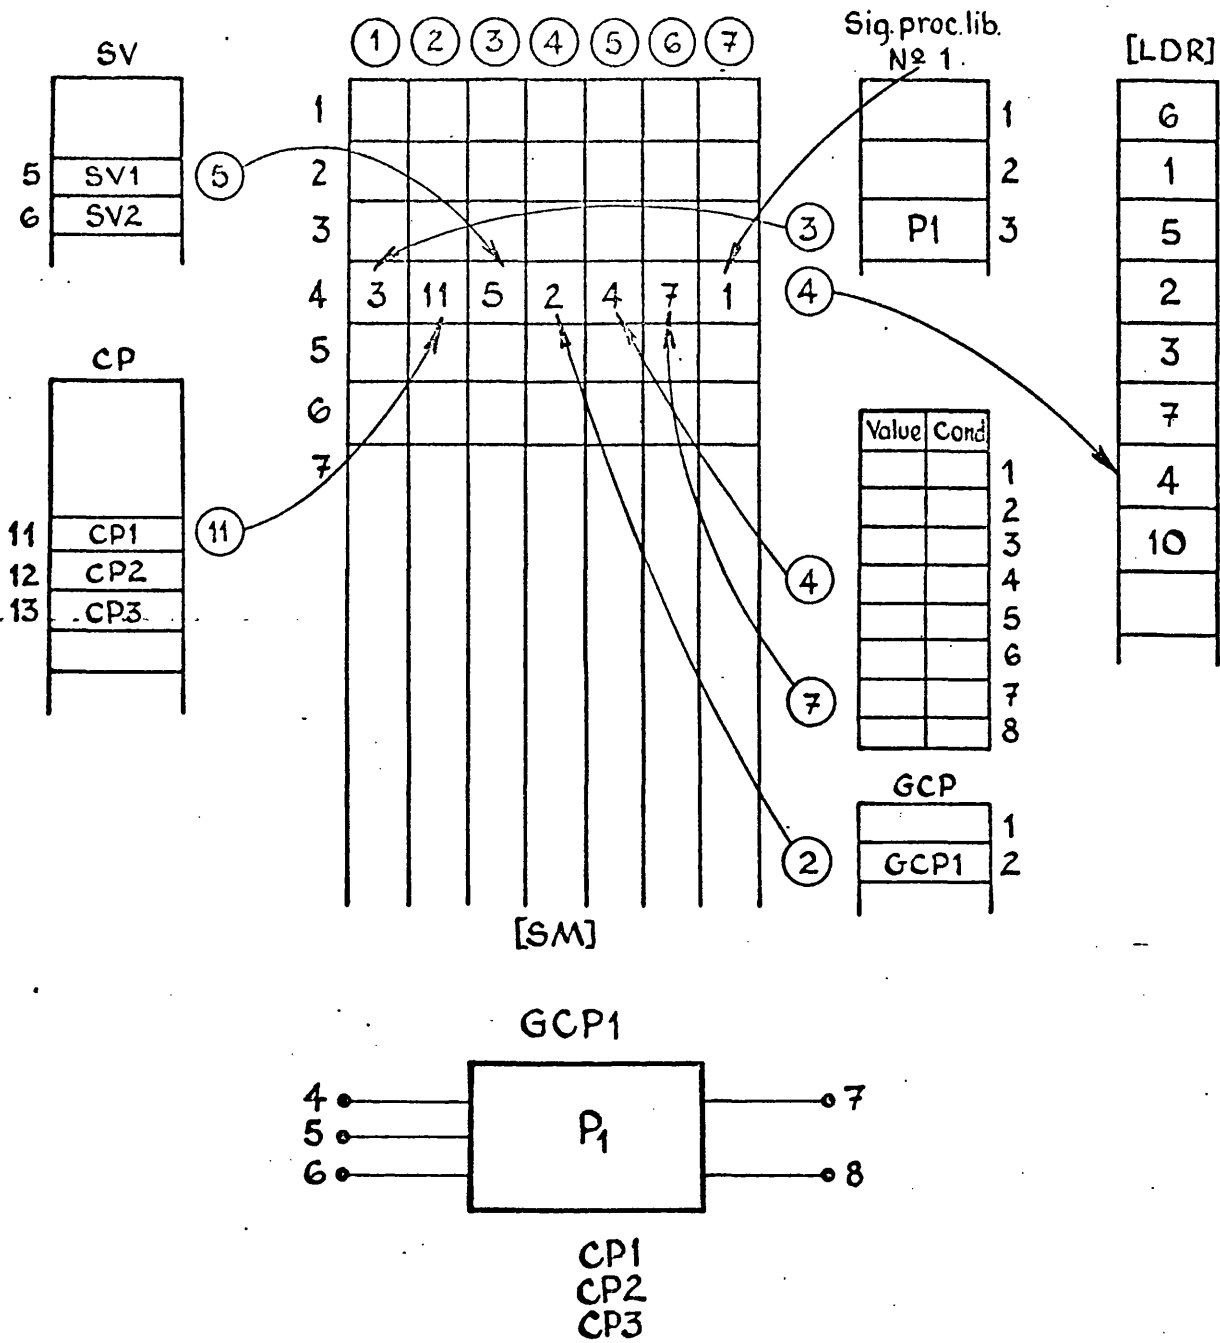 SV
5 SV1 5
6 SV2
CP
11 CP1 11
12 CP2
13 CP3
1 2 3 4 5 6 7
1
2
3
4 3 11 5 2 4 7 1
5
6
7
[SM]
Sig.proc.lib.
Nº 1.
1
2
3 P1 3
4
Value Cond
1
2
3
4 4
5
6
7 7
8
GCP
1
2 GCP1 2
[LDR]
6
1
5
2
3
7
4
10
GCP1
4 7
5 P1
6 8
CP1
CP2
CP3